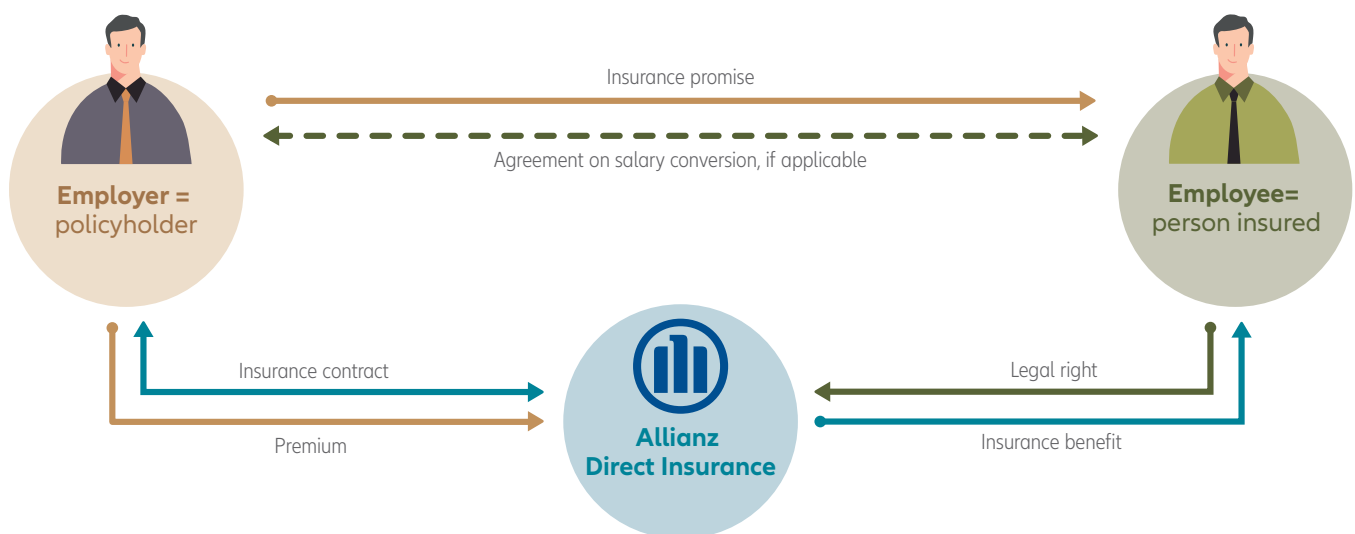 Insurance promise
Agreement on salary conversion, if applicable
Employer =
policyholder
Employee=
person insured
Insurance contract
Premium
Legal right
Insurance benefit
Allianz
Direct Insurance